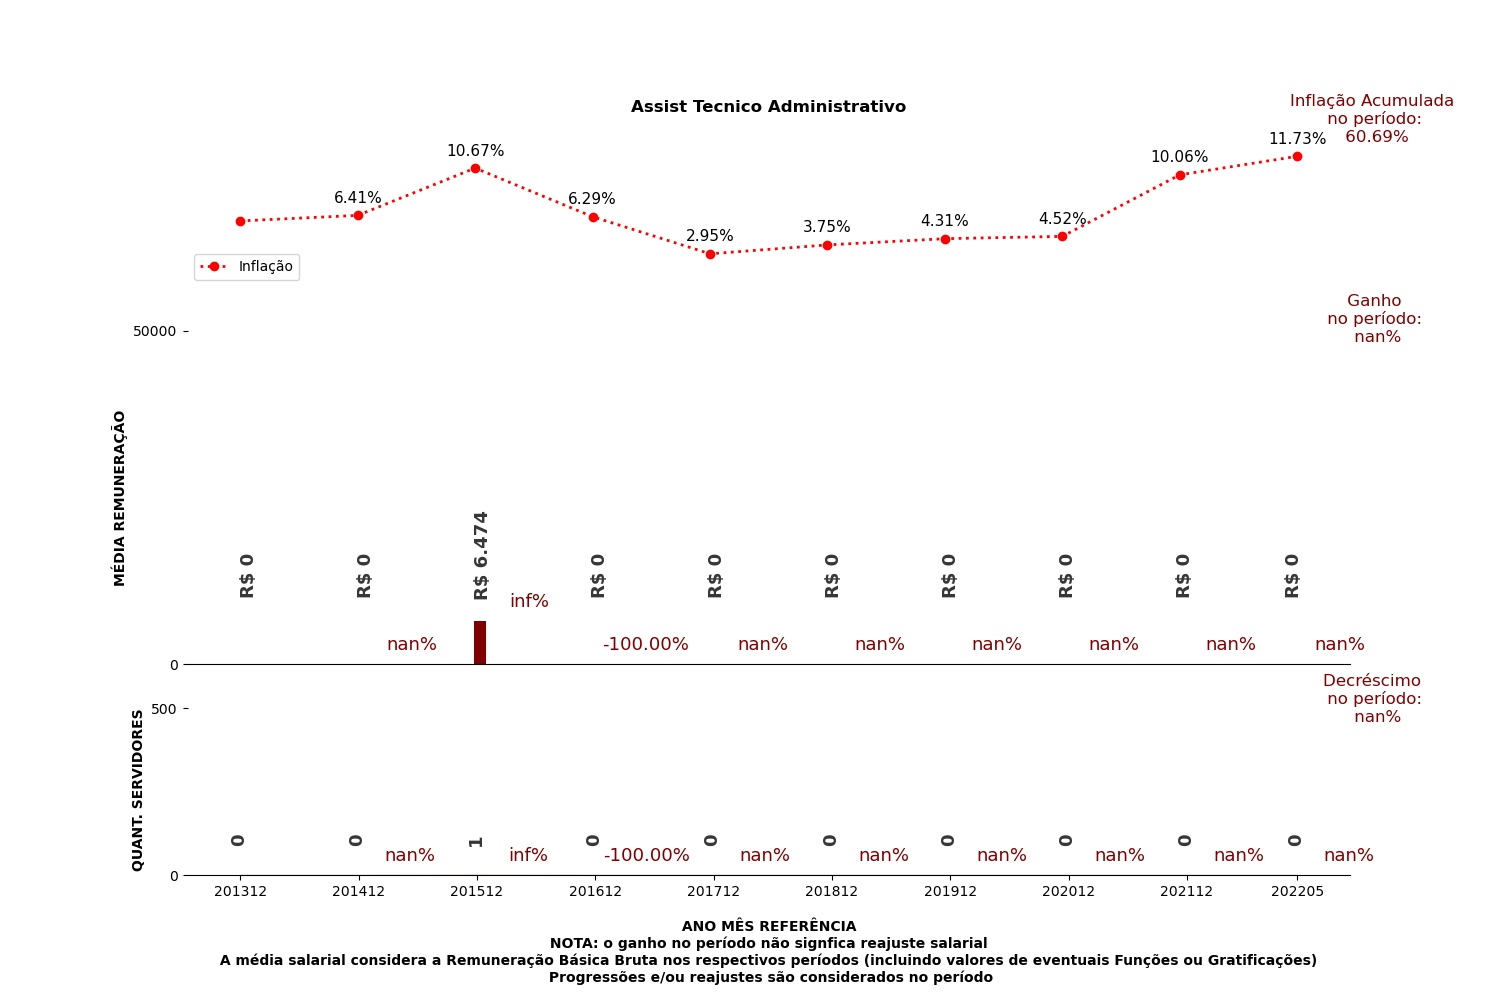 Assist Tecnico Administrativo
Inflação Acumulada
no período:
60.69%
6.41%
10.67%
6.29%
2.95%
3.75%
4.31%
4.52%
10.06%
11.73%
Inflação
Ganho
no período:
nan%
50000
0
MÉDIA REMUNERAÇÃO
R$ 0
R$ 0
R$ 6.474
R$ 0
R$ 0
R$ 0
R$ 0
R$ 0
R$ 0
R$ 0
nan%
inf%
-100.00%
nan%
nan%
nan%
nan%
nan%
nan%
Decréscimo
no período:
nan%
500
0
QUANT. SERVIDORES
0
0
1
0
0
0
0
0
0
0
nan%
inf%
-100.00%
nan%
nan%
nan%
nan%
nan%
nan%
201312
201412
201512
201612
201712
201812
201912
202012
202112
202205
ANO MÊS REFERÊNCIA
NOTA: o ganho no período não signfica reajuste salarial
A média salarial considera a Remuneração Básica Bruta nos respectivos períodos (incluindo valores de eventuais Funções ou Gratificações)
Progressões e/ou reajustes são considerados no período